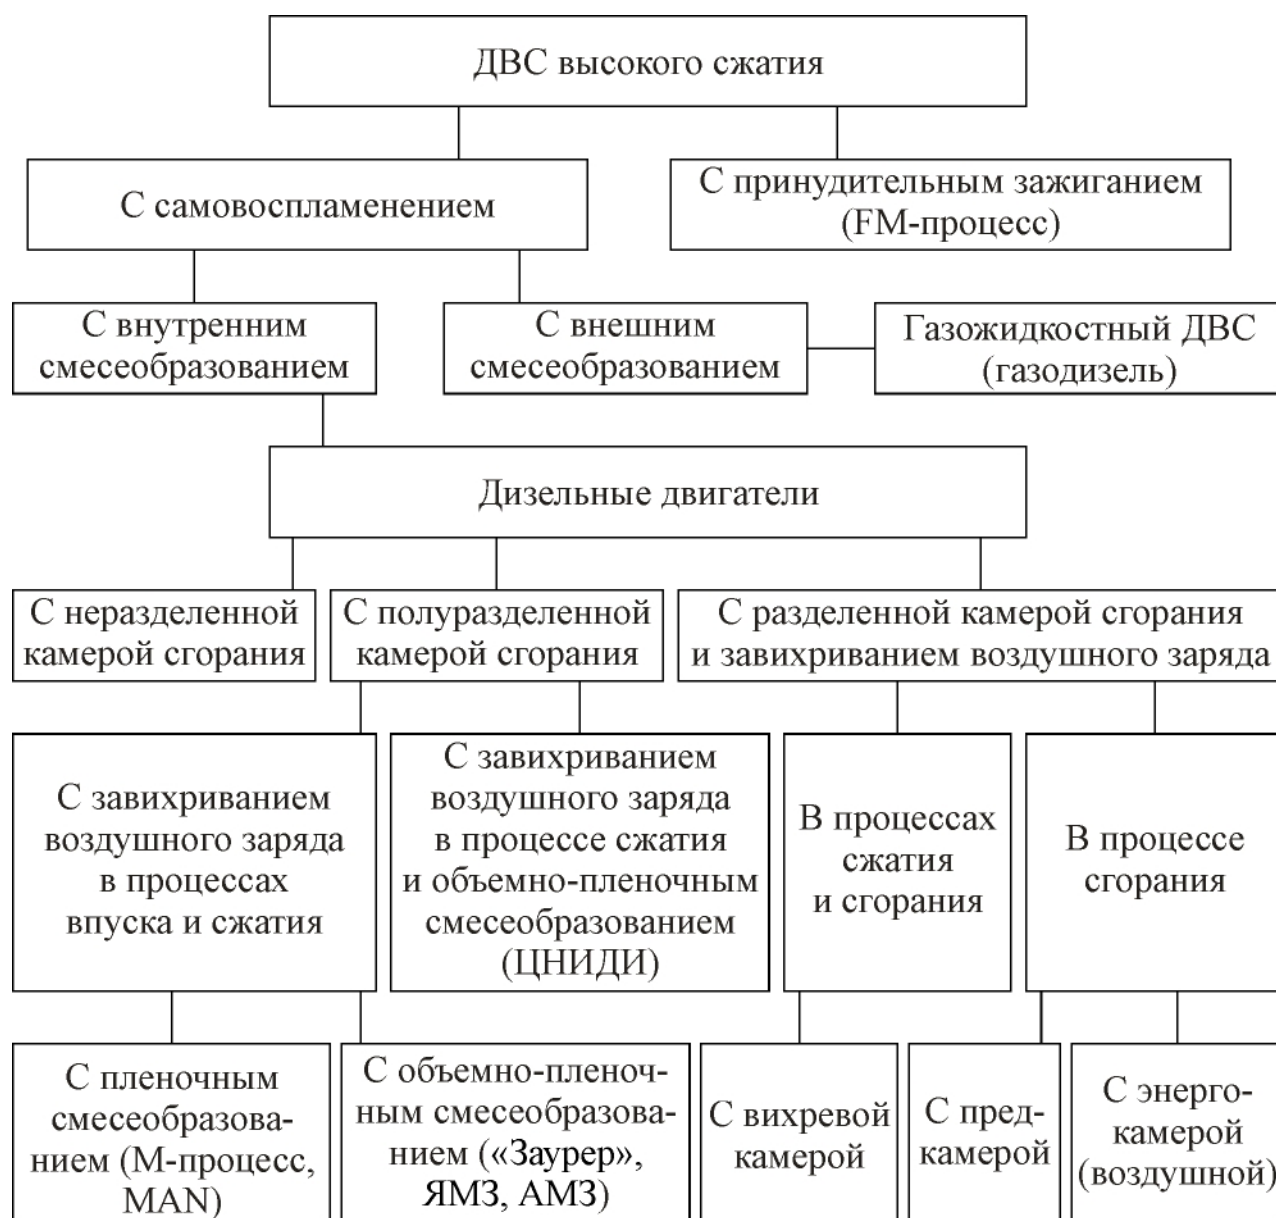 ДВС высокого сжатия
С самовоспламенением
С принудительным зажиганием
(FM-процесс)
С внутренним
смесеобразованием
С внешним
смесеобразованием
Газожидкостный ДВС
(газодизель)
Дизельные двигатели
С неразделенной
камерой сгорания
С полуразделенной
камерой сгорания
С разделенной камерой сгорания
и завихриванием воздушного заряда
С завихриванием
воздушного заряда
в процессах
впуска и сжатия
С завихриванием
воздушного заряда
в процессе сжатия
и объемно-пленочным
смесеобразованием
(ЦНИДИ)
В процессах
сжатия
и сгорания
В процессе
сгорания
С пленочным
смесеобразова-
нием (М-процесс,
MAN)
С объемно-пленоч-
ным смесеобразова-
нием («Заурер»,
ЯМЗ, АМЗ)
С вихревой
камерой
С пред-
камерой
С энерго-
камерой
(воздушной)